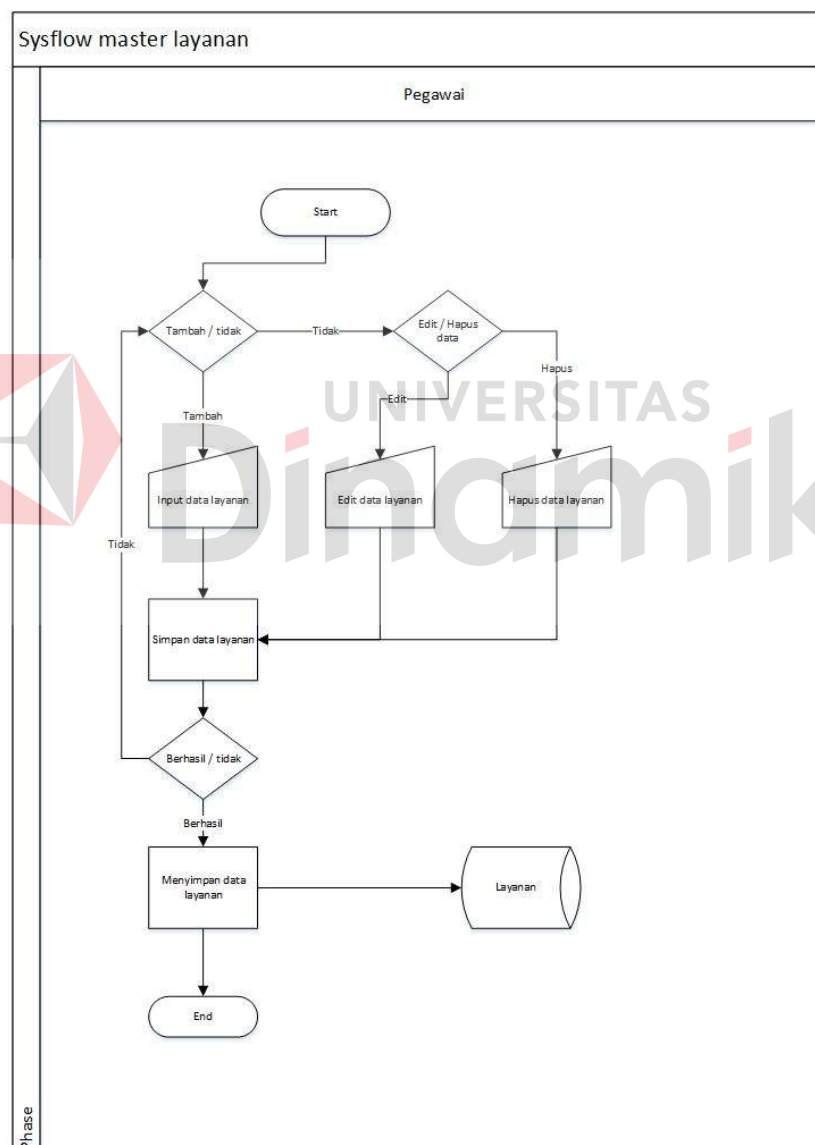 Sysflow master layanan
Pegawai
Start
Tambah / tidak
Tidak
Edit / Hapus
data
Hapus
Edit
Tambah
UNIVERSITAS
Dinamik
Input data layanan
Edit data layanan
Hapus data layanan
Tidak
Simpan data layanan
Berhasil / tidak
Berhasil
Menyimpan data
layanan
Layanan
End
Phase